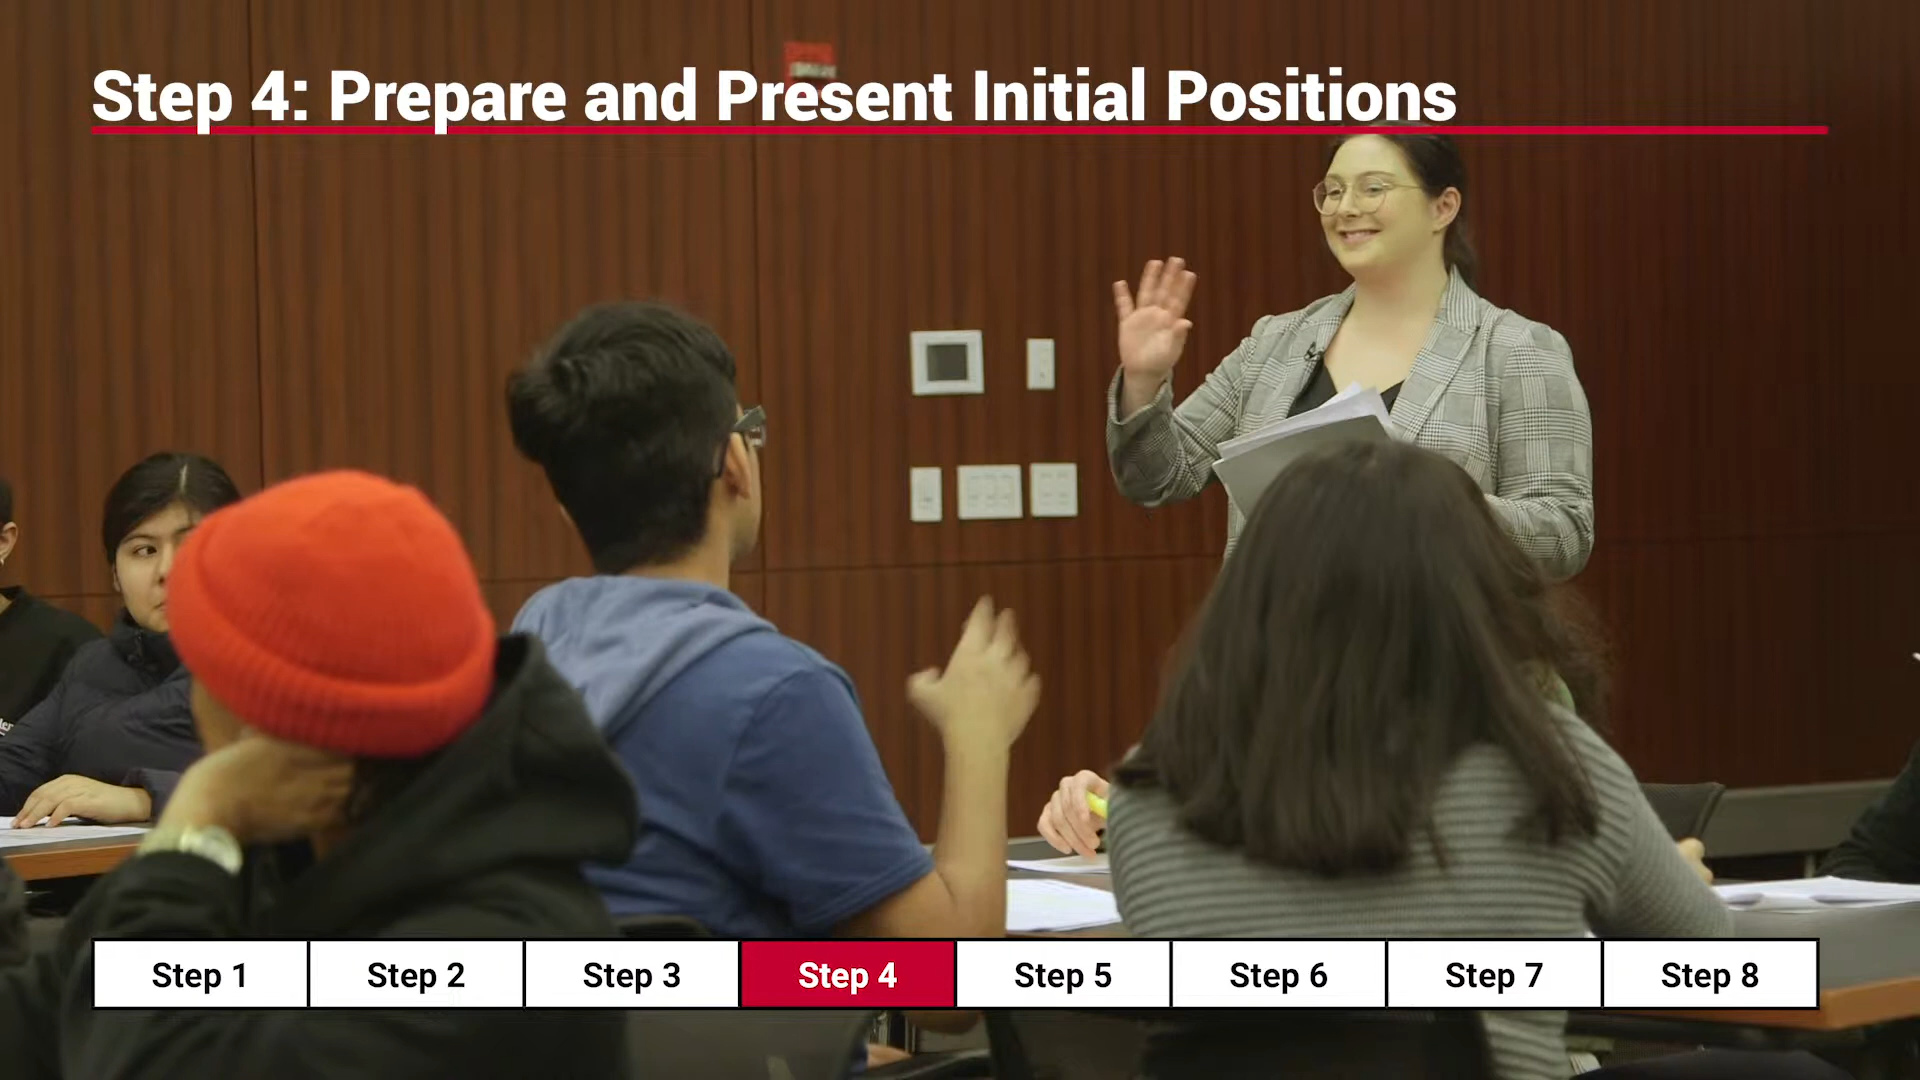 Step 4: Prepare and Present Initial Positions
Step 1
Step 2
Step 3
Step 4
Step 5
Step 6
Step 7
Step 8